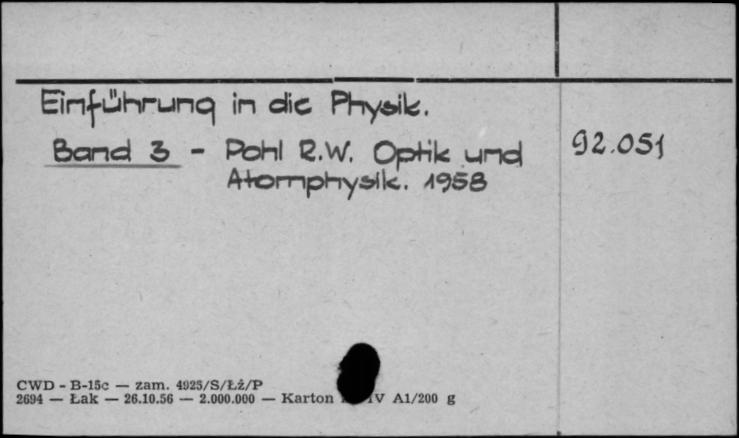 Einführung in die Physik.
Band 3 - Pohl R.W. Optik und
Atomphysik. 1958
92.051
CWD - B-15c — zam. 4925/S/Łż/P
2694 — Łak — 26.10.56 — 2.000.000 — Karton IV A1/200 g